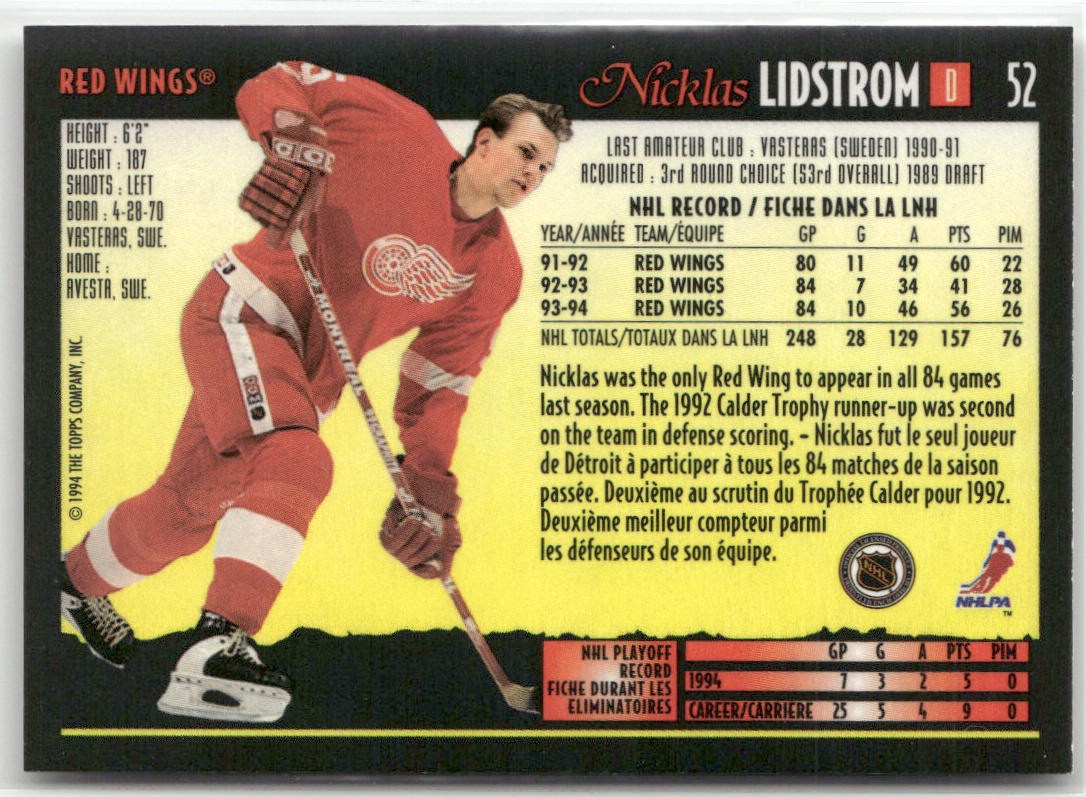 RED WINGS®
Nicklas LIDSTROM D 52
HEIGHT : 6'2"
WEIGHT : 187
SHOOTS : LEFT
BORN : 4-28-70
VASTERAS, SWE.
HOME :
AVESTA, SWE.
© 1994 THE TOPPS COMPANY, INC.
LAST AMATEUR CLUB : VASTERAS (SWEDEN) 1990-91
ACQUIRED : 3rd ROUND CHOICE (53rd OVERALL) 1989 DRAFT
NHL RECORD / FICHE DANS LA LNH
YEAR/ANNÉE TEAM/ÉQUIPE GP G A PTS PIM
91-92 RED WINGS 80 11 49 60 22
92-93 RED WINGS 84 7 34 41 28
93-94 RED WINGS 84 10 46 56 26
NHL TOTALS/TOTAUX DANS LA LNH 248 28 129 157 76
Nicklas was the only Red Wing to appear in all 84 games
last season. The 1992 Calder Trophy runner-up was second
on the team in defense scoring. – Nicklas fut le seul joueur
de Détroit à participer à tous les 84 matches de la saison
passée. Deuxième au scrutin du Trophée Calder pour 1992.
Deuxième meilleur compteur parmi
les défenseurs de son équipe.
MONTREAL
NHL
NHLPA
TM
NHL PLAYOFF
RECORD
FICHE DURANT LES
ELIMINATOIRES
GP G A PTS PIM
1994 7 3 2 5 0
CAREER/CARRIERE 25 5 4 9 0